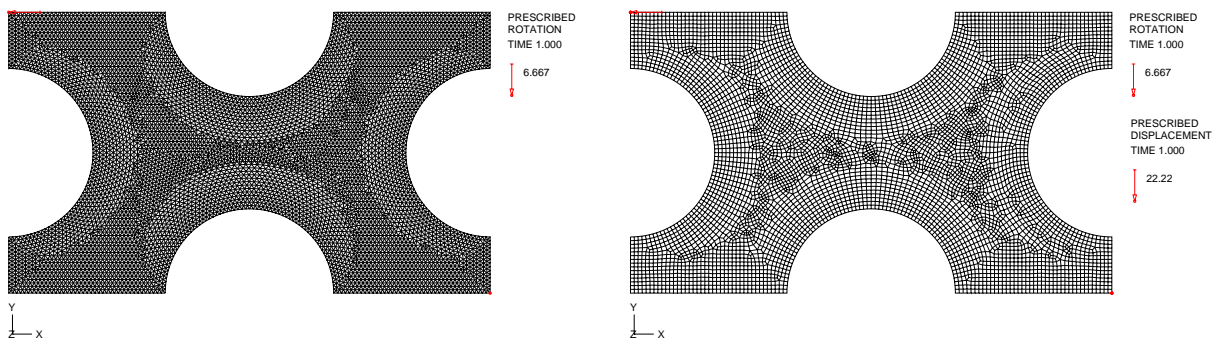 PRESCRIBED
ROTATION
TIME 1.000
6.667
Y
Z X
PRESCRIBED
ROTATION
TIME 1.000
6.667
PRESCRIBED
DISPLACEMENT
TIME 1.000
22.22
Y
Z X